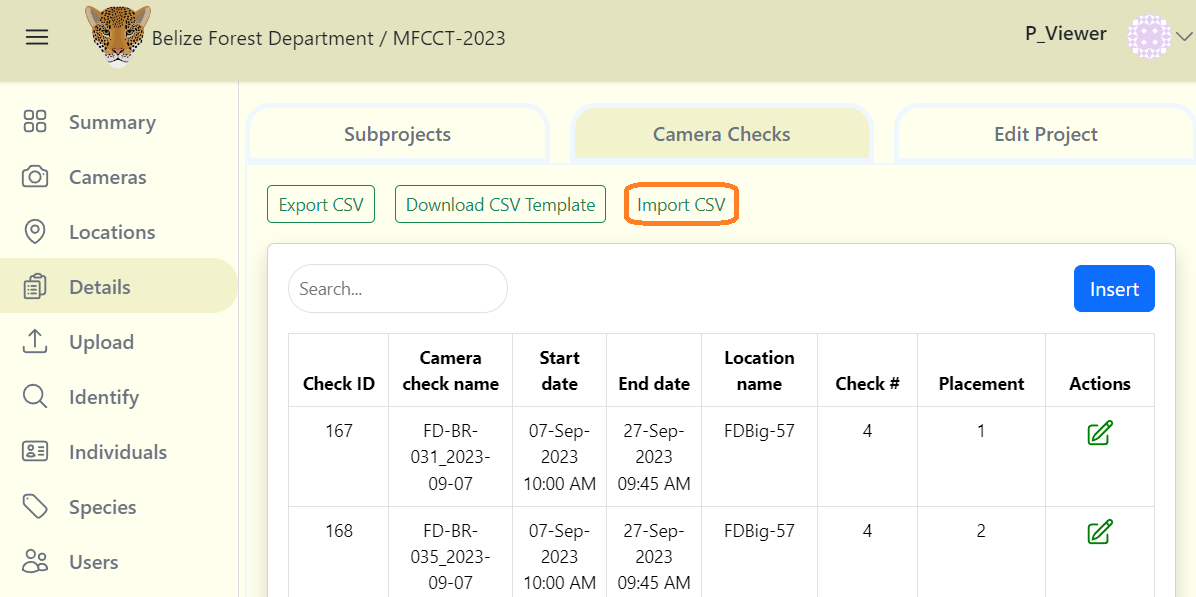 Belize Forest Department / MFCCT-2023
P_Viewer
Summary
Cameras
Locations
Details
Upload
Identify
Individuals
Species
Users
Subprojects
Camera Checks
Edit Project
Export CSV
Download CSV Template
Import CSV
Search...
Insert
Check ID
Camera
check name
Start
date
End date
Location
name
Check #
Placement
Actions
167
FD-BR-
031_2023-
09-07
07-Sep-
2023
10:00 AM
27-Sep-
2023
09:45 AM
FDBig-57
4
1
168
FD-BR-
035_2023-
09-07
07-Sep-
2023
10:00 AM
27-Sep-
2023
09:45 AM
FDBig-57
4
2